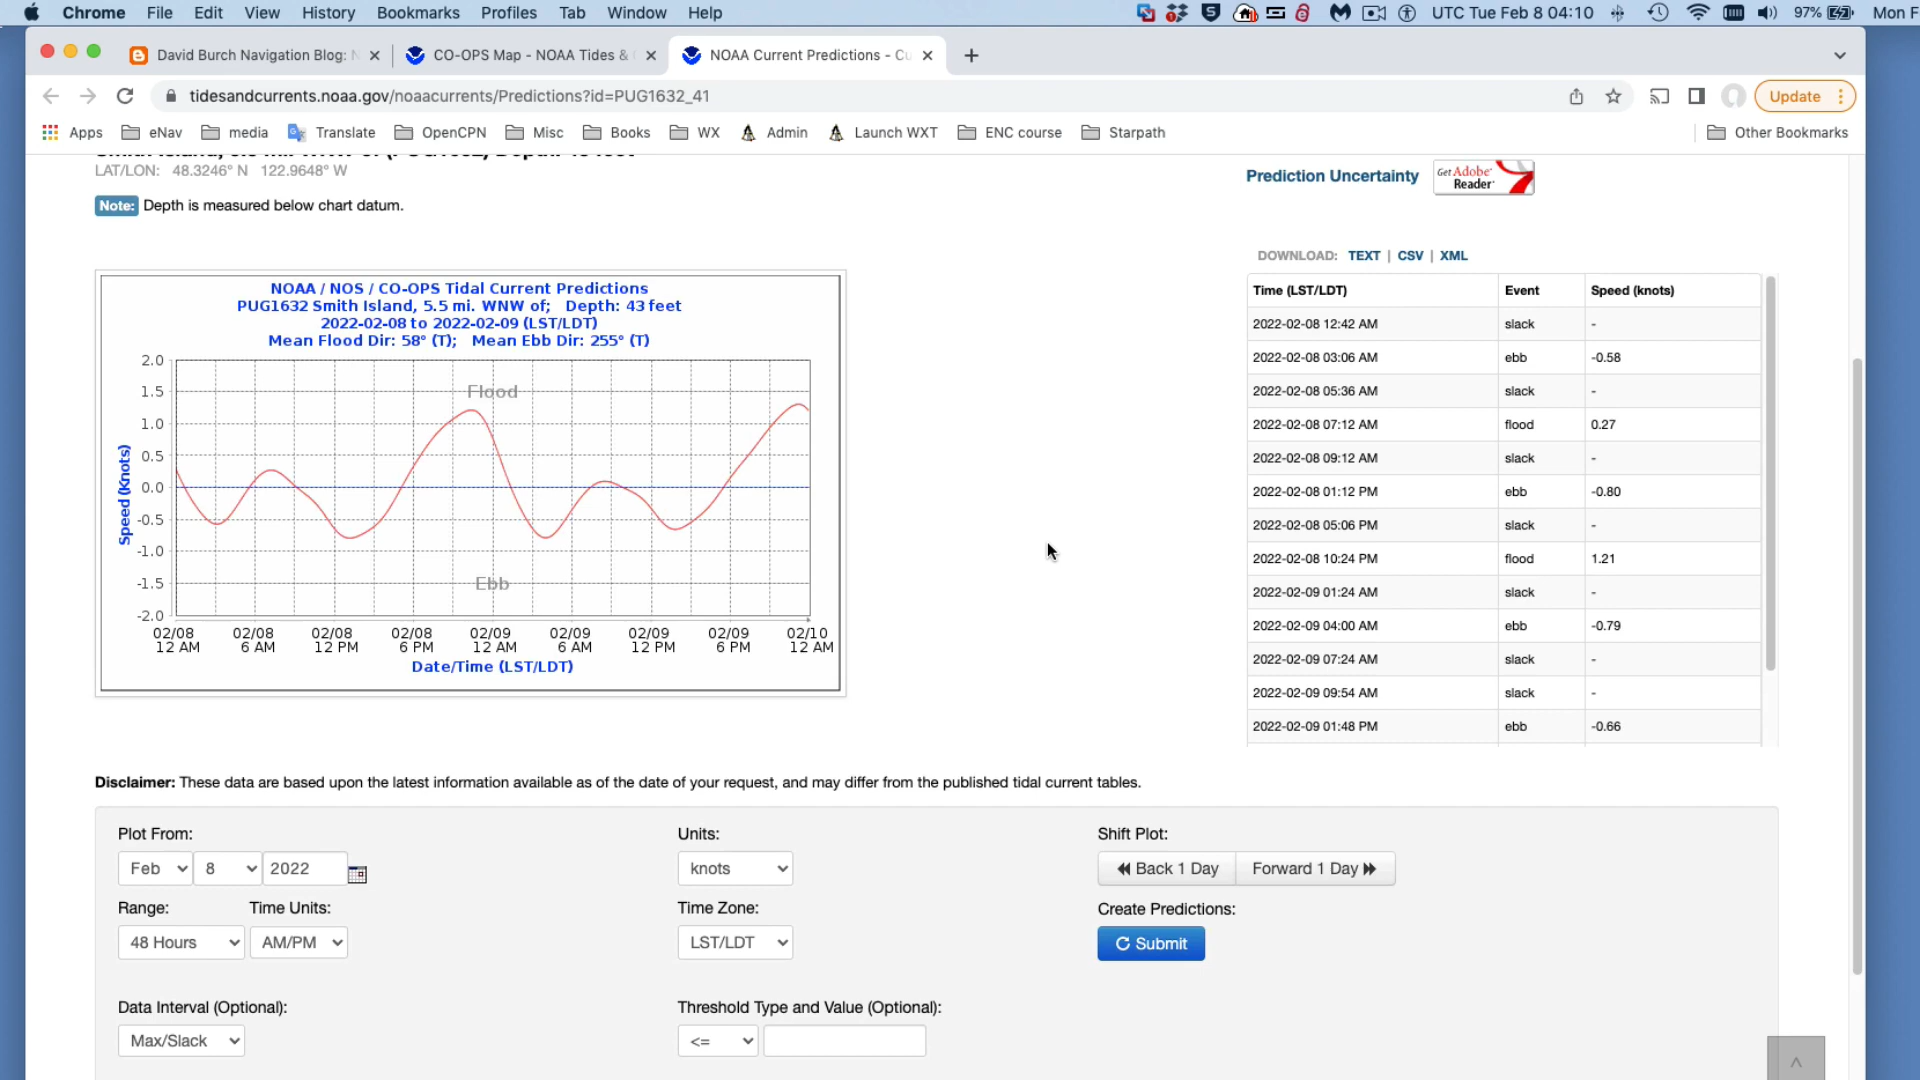 Chrome File Edit View History Bookmarks Profiles Tab Window Help UTC Tue Feb 8 04:10 97% Mon F
David Burch Navigation Blog: N CO-OPS Map - NOAA Tides & NOAA Current Predictions - Cu
tidesandcurrents.noaa.gov/noaacurrents/Predictions?id=PUG1632_41 Update
Apps eNav media Translate OpenCPN Misc Books WX Admin Launch WXT ENC course Starpath Other Bookmarks
LAT/LON: 48.3246° N 122.9648° W
Note: Depth is measured below chart datum.
Prediction Uncertainty
Get Adobe
Reader
NOAA / NOS / CO-OPS Tidal Current Predictions
PUG1632 Smith Island, 5.5 mi. WNW of; Depth: 43 feet
2022-02-08 to 2022-02-09 (LST/LDT)
Mean Flood Dir: 58° (T); Mean Ebb Dir: 255° (T)
2.0
1.5
1.0
0.5
0.0
-0.5
-1.0
-1.5
-2.0
Speed (Knots)
Flood
Ebb
02/08 02/08 02/08 02/08 02/09 02/09 02/09 02/09 02/10
12 AM 6 AM 12 PM 6 PM 12 AM 6 AM 12 PM 6 PM 12 AM
Date/Time (LST/LDT)
DOWNLOAD: TEXT | CSV | XML
Time (LST/LDT) Event Speed (knots)
2022-02-08 12:42 AM slack -
2022-02-08 03:06 AM ebb -0.58
2022-02-08 05:36 AM slack -
2022-02-08 07:12 AM flood 0.27
2022-02-08 09:12 AM slack -
2022-02-08 01:12 PM ebb -0.80
2022-02-08 05:06 PM slack -
2022-02-08 10:24 PM flood 1.21
2022-02-09 01:24 AM slack -
2022-02-09 04:00 AM ebb -0.79
2022-02-09 07:24 AM slack -
2022-02-09 09:54 AM slack -
2022-02-09 01:48 PM ebb -0.66
Disclaimer: These data are based upon the latest information available as of the date of your request, and may differ from the published tidal current tables.
Plot From: Units: Shift Plot:
Feb 8 2022 knots Back 1 Day Forward 1 Day
Range: Time Units: Time Zone: Create Predictions:
48 Hours AM/PM LST/LDT Submit
Data Interval (Optional): Threshold Type and Value (Optional):
Max/Slack <=